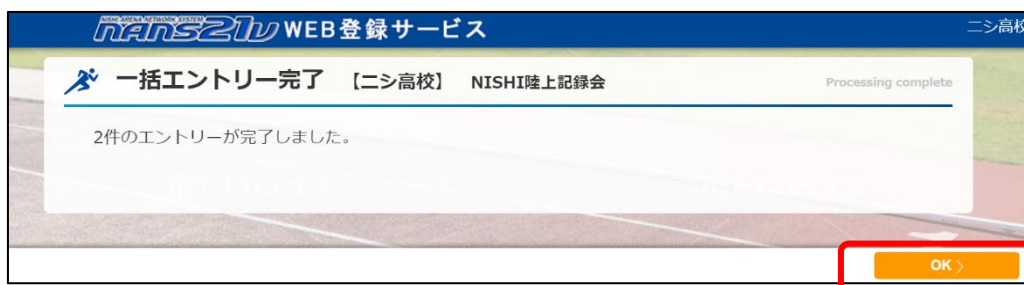 NISHI ARENA NETWORK SYSTEM
NANS21V WEB登録サービス
ニシ高校
一括エントリー完了 【ニシ高校】 NISHI陸上記録会
Processing complete
2件のエントリーが完了しました。
OK 〉